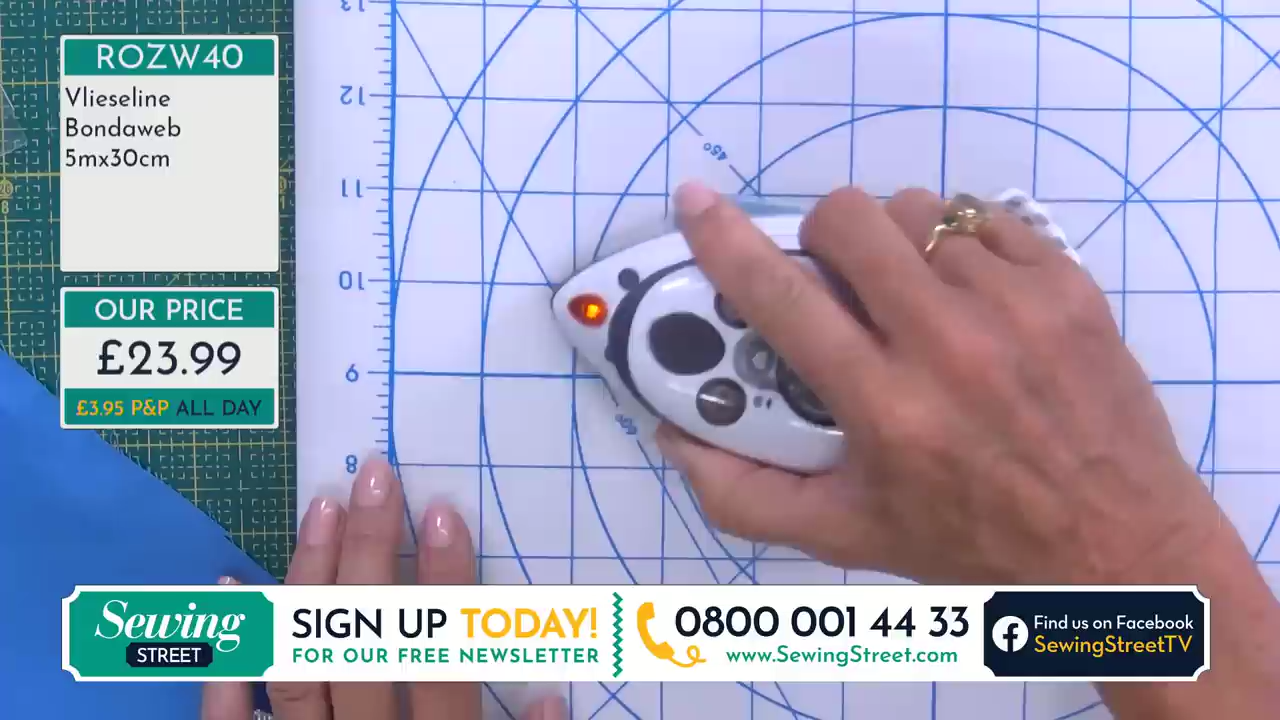 ROZW40
Vlieseline
Bondaweb
5mx30cm
OUR PRICE
£23.99
£3.95 P&P ALL DAY
13
12
11
10
9
8
45°
Sewing
STREET
SIGN UP TODAY!
FOR OUR FREE NEWSLETTER
0800 001 44 33
www.SewingStreet.com
Find us on Facebook
SewingStreetTV